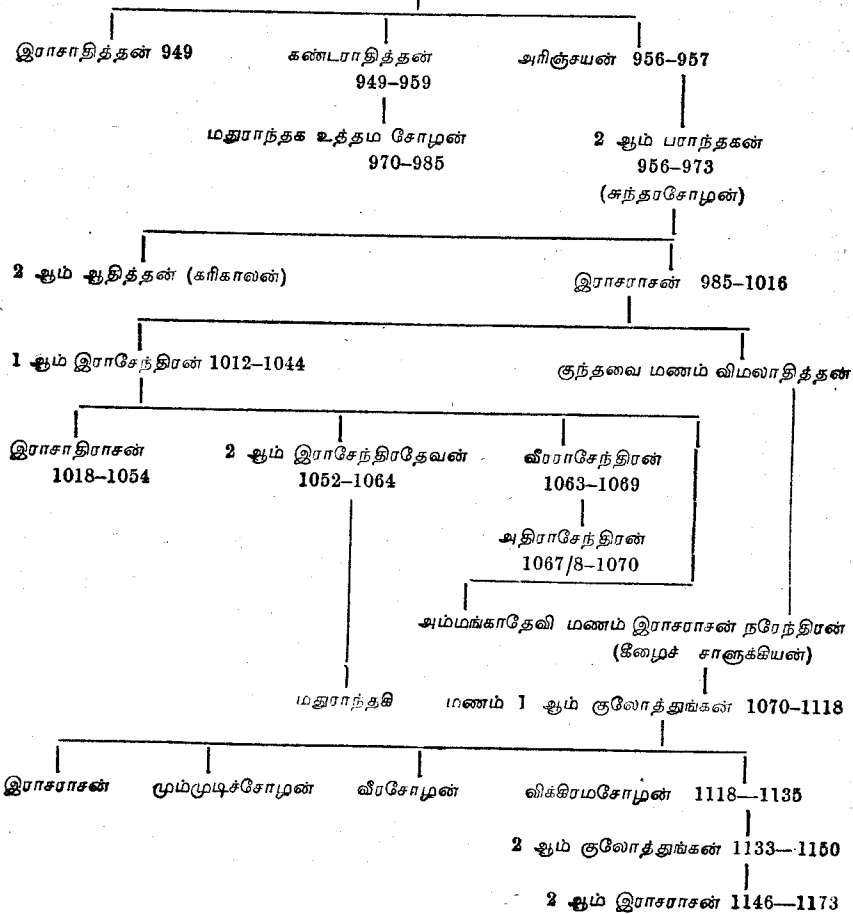 இராசாதித்தன் 949 கண்டராதித்தன் அரிஞ்சயன் 956–957
949–959
மதுராந்தக உத்தம சோழன் 2 ஆம் பராந்தகன்
970–985 956–973
(சுந்தரசோழன்)
2 ஆம் ஆதித்தன் (கரிகாலன்) இராசராசன் 985–1016
1 ஆம் இராசேந்திரன் 1012–1044 குந்தவை மணம் விமலாதித்தன்
இராசாதிராசன் 2 ஆம் இராசேந்திரதேவன் வீரராசேந்திரன்
1018–1054 1052–1064 1063–1069
அதிராசேந்திரன்
1067/8–1070
அம்மங்காதேவி மணம் இராசராசன் நரேந்திரன்
(கீழைச் சாளுக்கியன்)
மதுராந்தகி மணம் 1 ஆம் குலோத்துங்கன் 1070–1118
இராசராசன் மும்முடிச்சோழன் வீரசோழன் விக்கிரமசோழன் 1118—1135
2 ஆம் குலோத்துங்கன் 1133—1150
2 ஆம் இராசராசன் 1146—1173